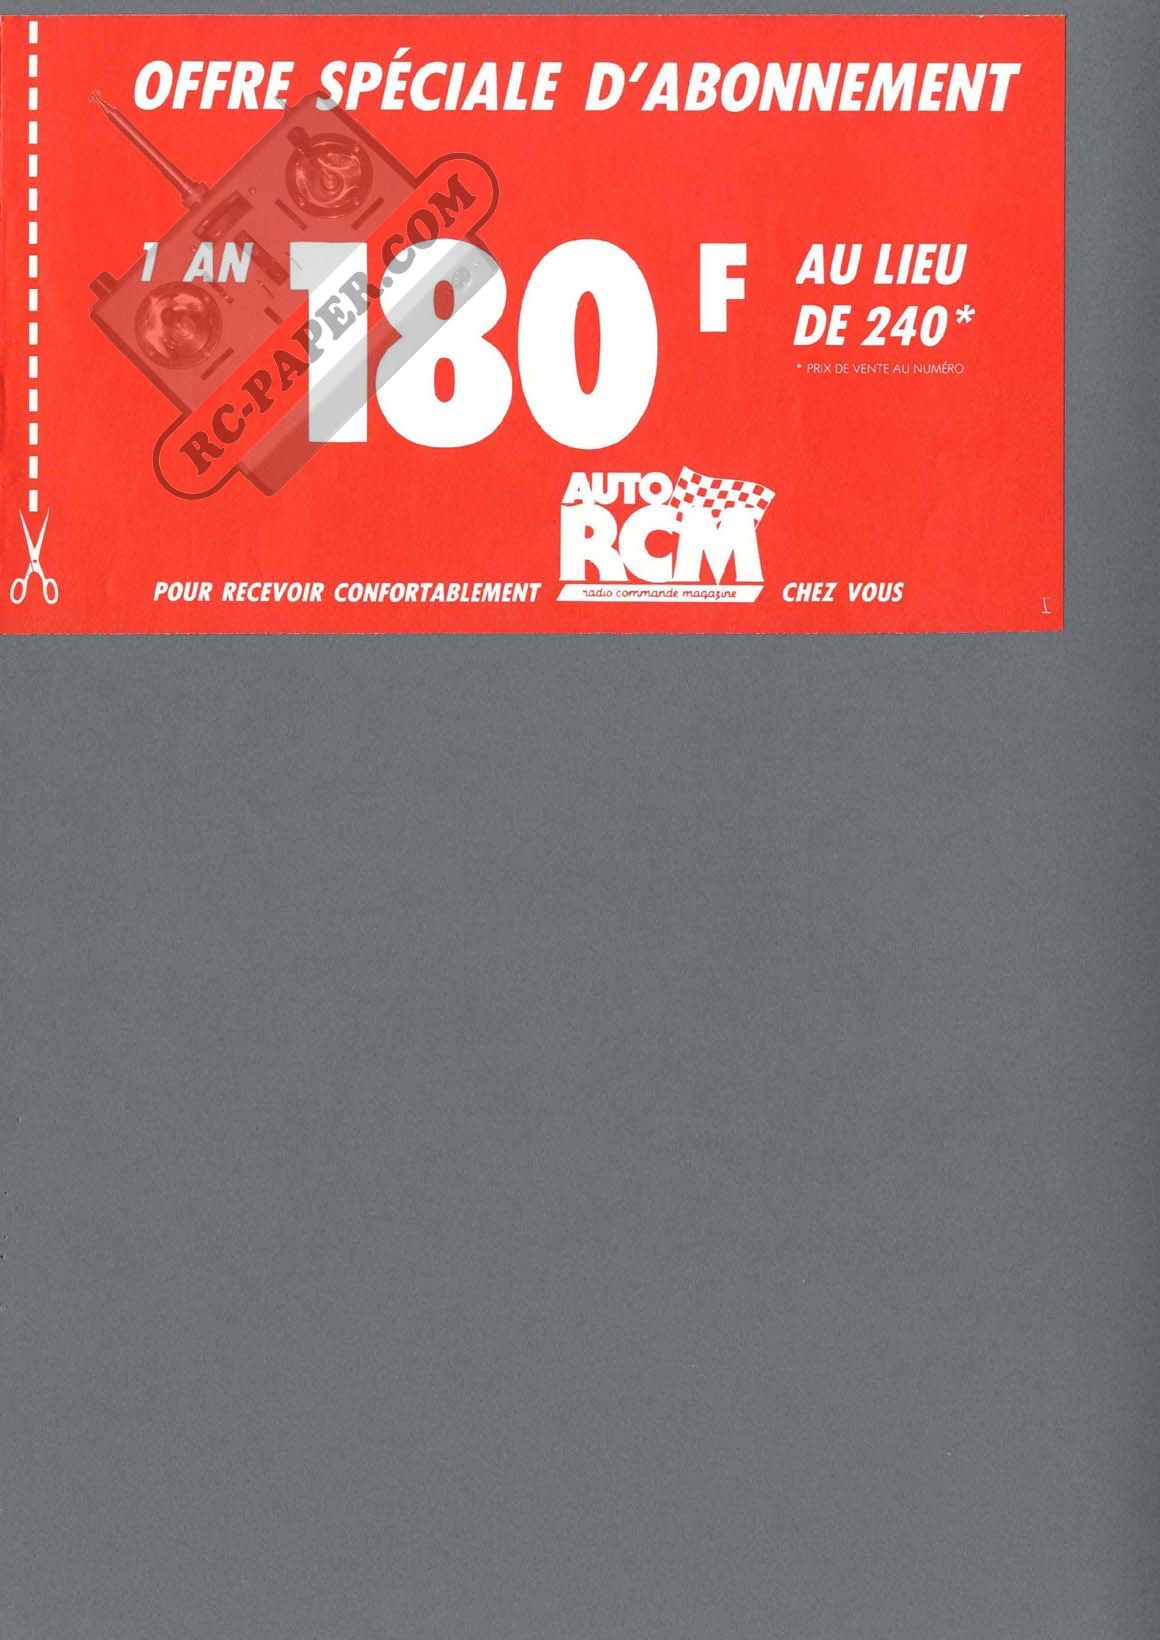 OFFRE SPÉCIALE D'ABONNEMENT
1 AN 180 F AU LIEU
DE 240*
* PRIX DE VENTE AU NUMÉRO
RC-PAPER.COM
AUTO
RCM
radio commande magazine
POUR RECEVOIR CONFORTABLEMENT CHEZ VOUS
I